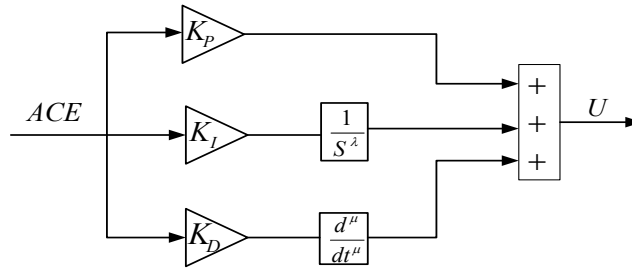 K_P
+
ACE
K_I
1/S^λ
+
U
+
K_D
d^μ/dt^μ